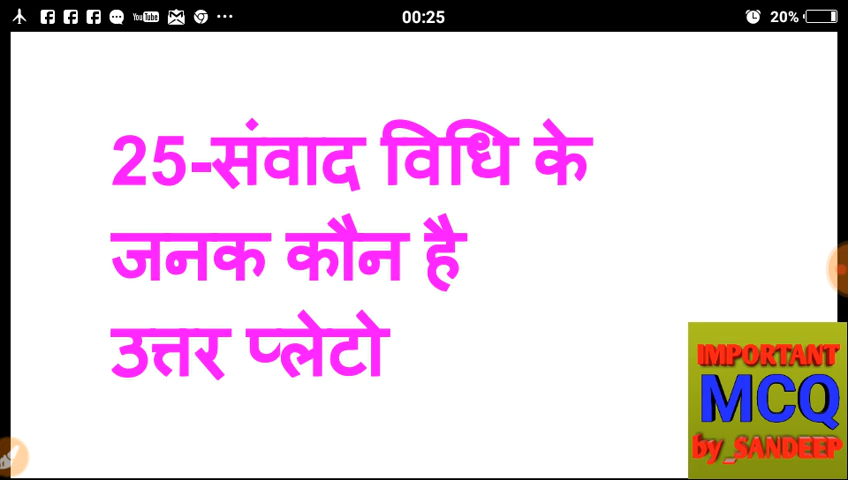 00:25
20%
25-संवाद विधि के
जनक कौन है
उत्तर प्लेटो
IMPORTANT
MCQ
by_SANDEEP